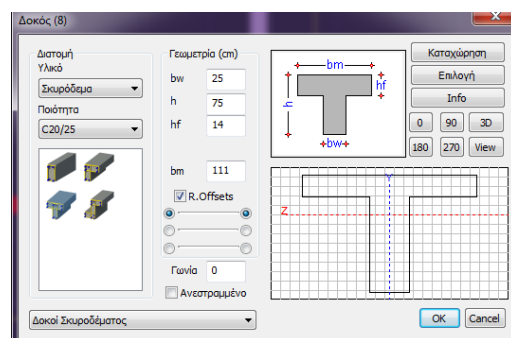 Δοκός (8)
Διατομή
Υλικό
Σκυρόδεμα
Ποιότητα
C20/25
Γεωμετρία (cm)
bw 25
h 75
hf 14
bm 111
R.Offsets
Γωνία 0
Ανεστραμμένο
bm
hf
h
bw
Καταχώρηση
Επιλογή
Info
0 90 3D
180 270 View
Y
Z
Δοκοί Σκυροδέματος
OK Cancel